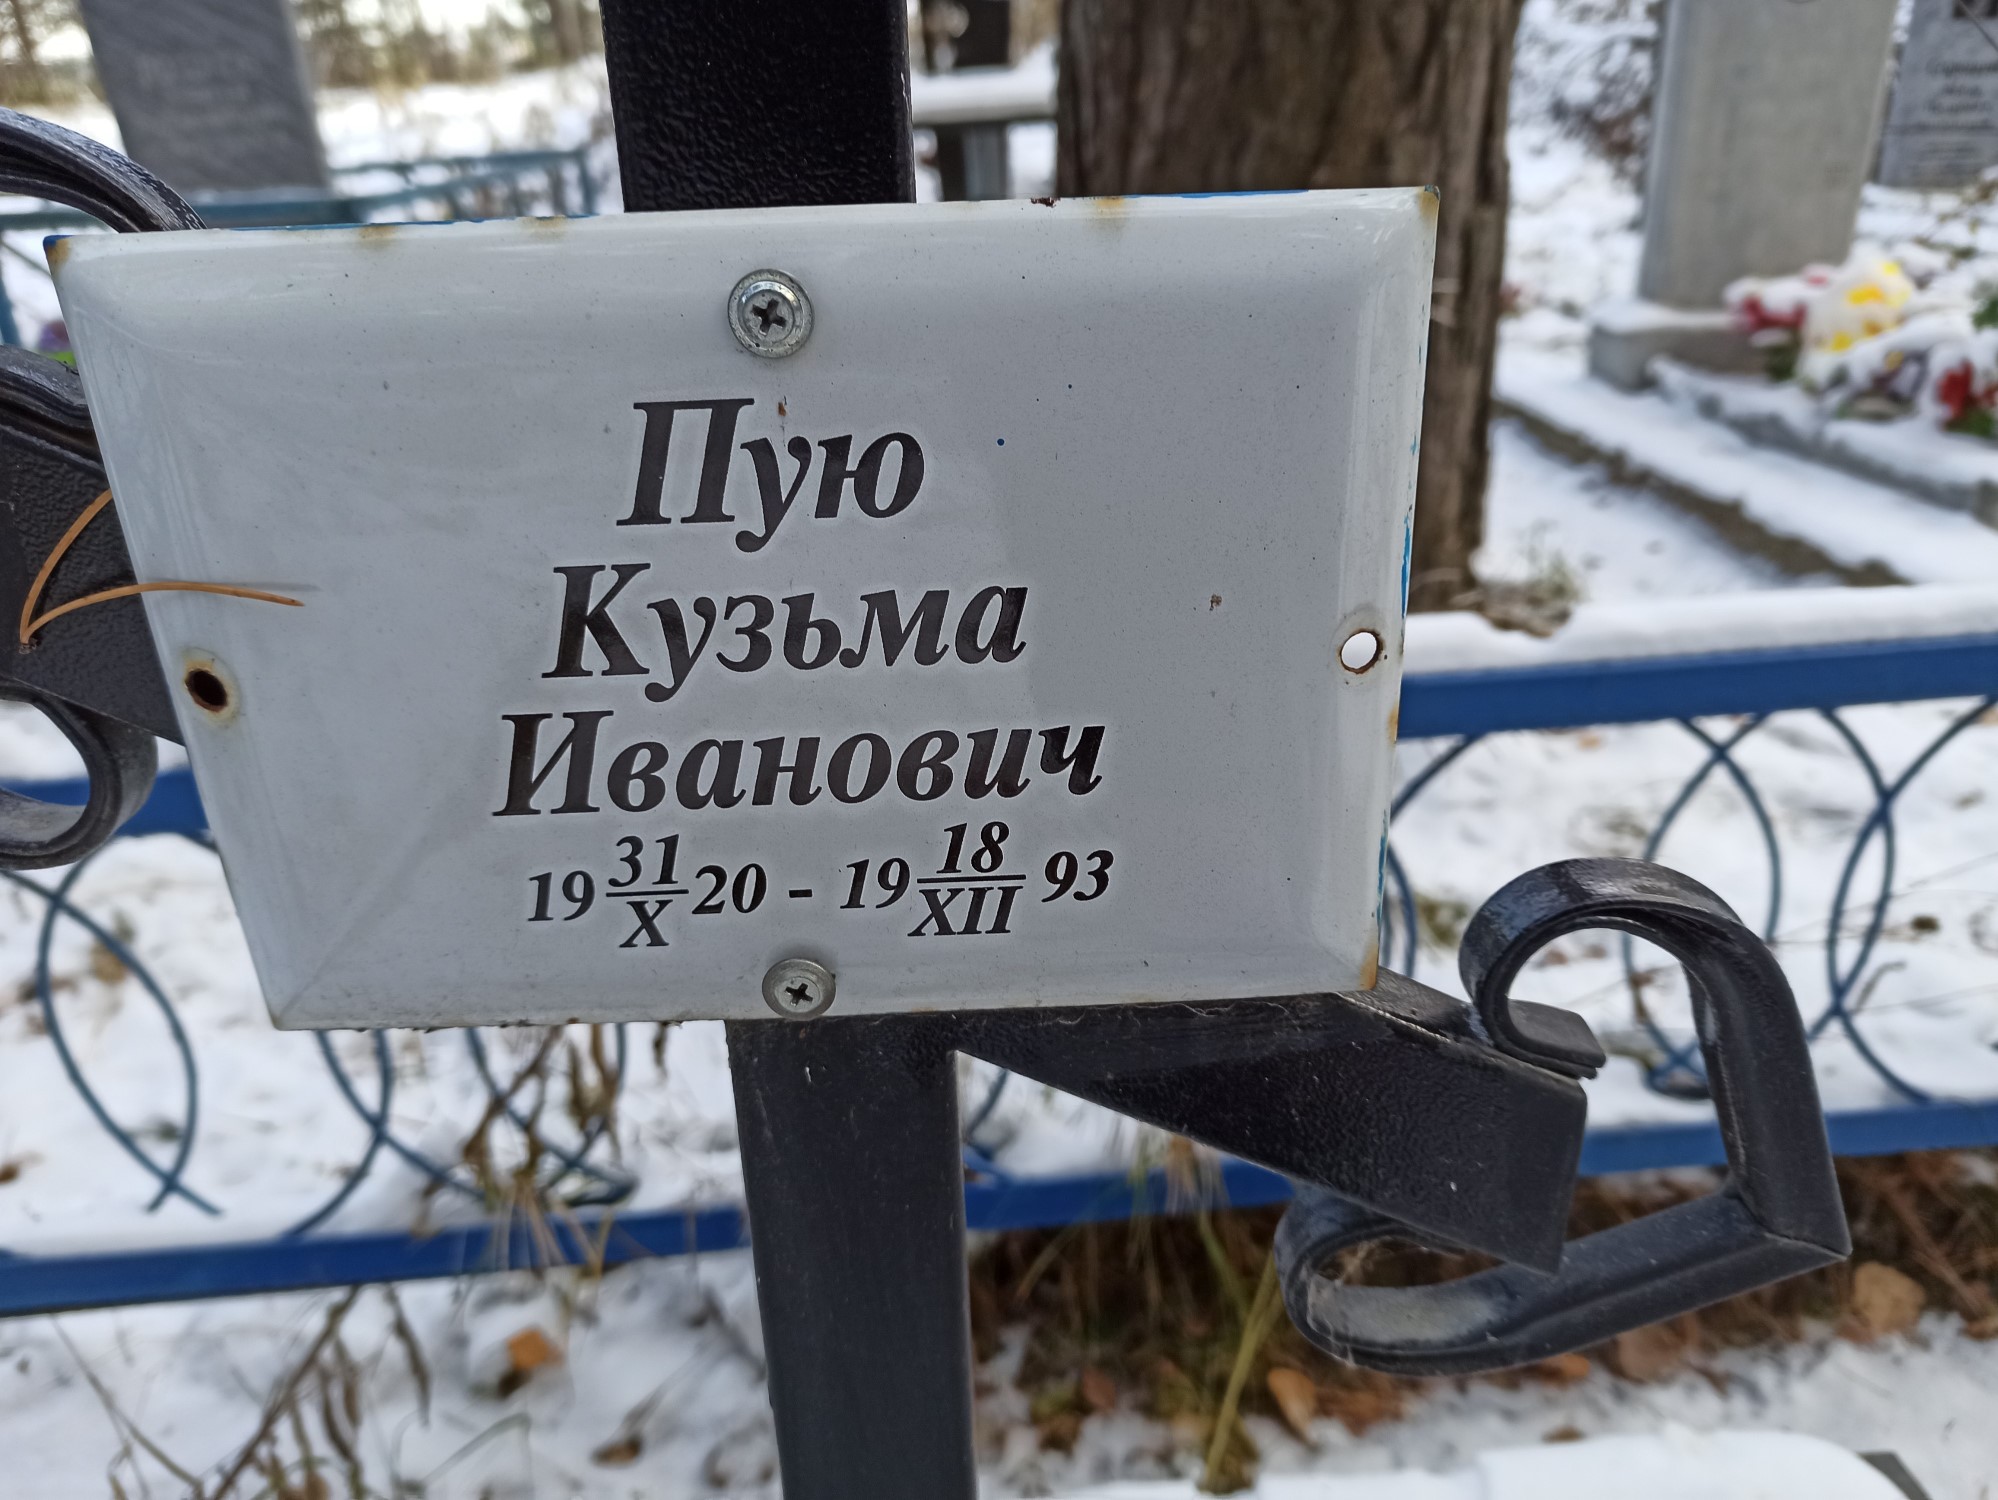 Пую
Кузьма
Иванович
19 31/X 20 - 19 18/XII 93